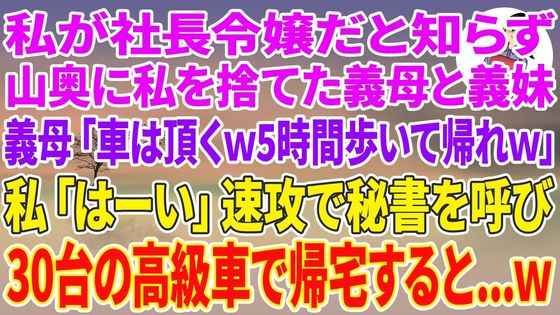 私が社長令嬢だと知らず
山奥に私を捨てた義母と義妹
義母「車は頂くw5時間歩いて帰れw」
私「はーい」速攻で秘書を呼び
30台の高級車で帰宅すると...w